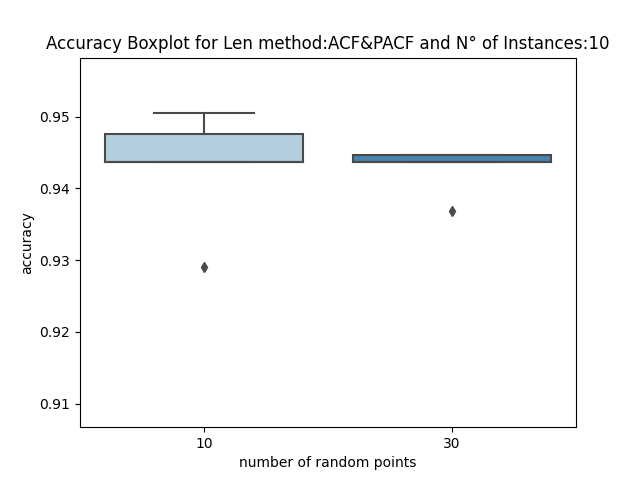 Accuracy Boxplot for Len method:ACF&PACF and N° of Instances:10
0.95
0.94
0.93
0.92
0.91
accuracy
10 30
number of random points